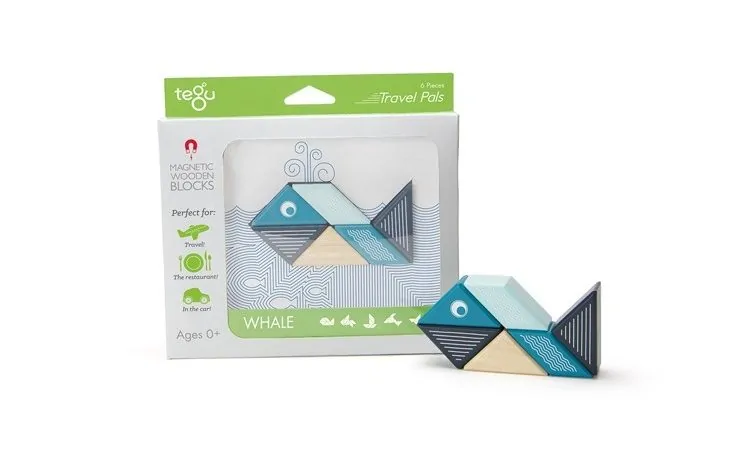 tegu
6 Pieces
Travel Pals
MAGNETIC
WOODEN
BLOCKS
Perfect for:
Travel!
The restaurant!
In the car!
Ages 0+
WHALE